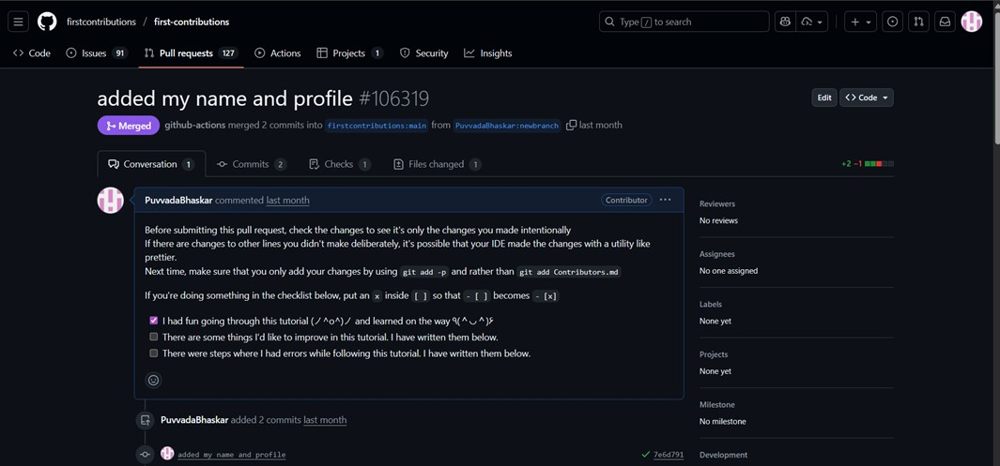 firstcontributions / first-contributions
Type / to search
Code Issues 91 Pull requests 127 Actions Projects 1 Security Insights
added my name and profile #106319
Edit <> Code
Merged github-actions merged 2 commits into firstcontributions:main from PuvvadaBhaskar:newbranch last month
Conversation 1 Commits 2 Checks 1 Files changed 1 +2 −1
PuvvadaBhaskar commented last month Contributor ...
Before submitting this pull request, check the changes to see it's only the changes you made intentionally
If there are changes to other lines you didn't make deliberately, it's possible that your IDE made the changes with a utility like
prettier.
Next time, make sure that you only add your changes by using git add -p and rather than git add Contributors.md
If you're doing something in the checklist below, put an x inside [ ] so that - [ ] becomes - [x]
I had fun going through this tutorial (ノ^o^)ノ and learned on the way ٩(^◡^)۶
There are some things I'd like to improve in this tutorial. I have written them below.
There were steps where I had errors while following this tutorial. I have written them below.
PuvvadaBhaskar added 2 commits last month
added my name and profile 7e6d791
Reviewers
No reviews
Assignees
No one assigned
Labels
None yet
Projects
None yet
Milestone
No milestone
Development